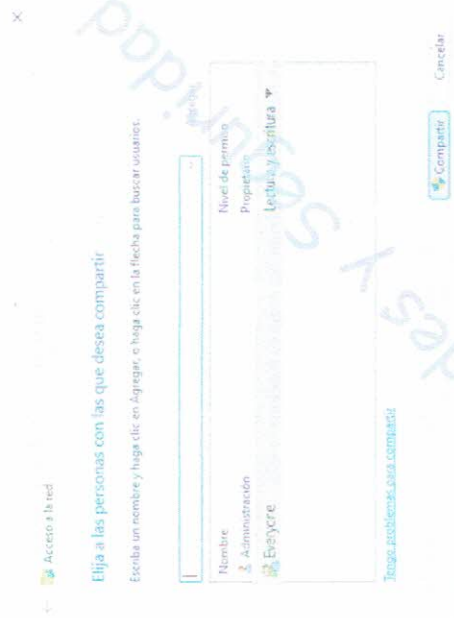 ← Acceso a la red
Elija a las personas con las que desea compartir
Escriba un nombre y haga clic en Agregar, o haga clic en la flecha para buscar usuarios.
Nombre Nivel de permiso
Administración Propietario
Everyone Lectura y escritura ▼
Tengo problemas para compartir
Compartir Cancelar
des y seguridad